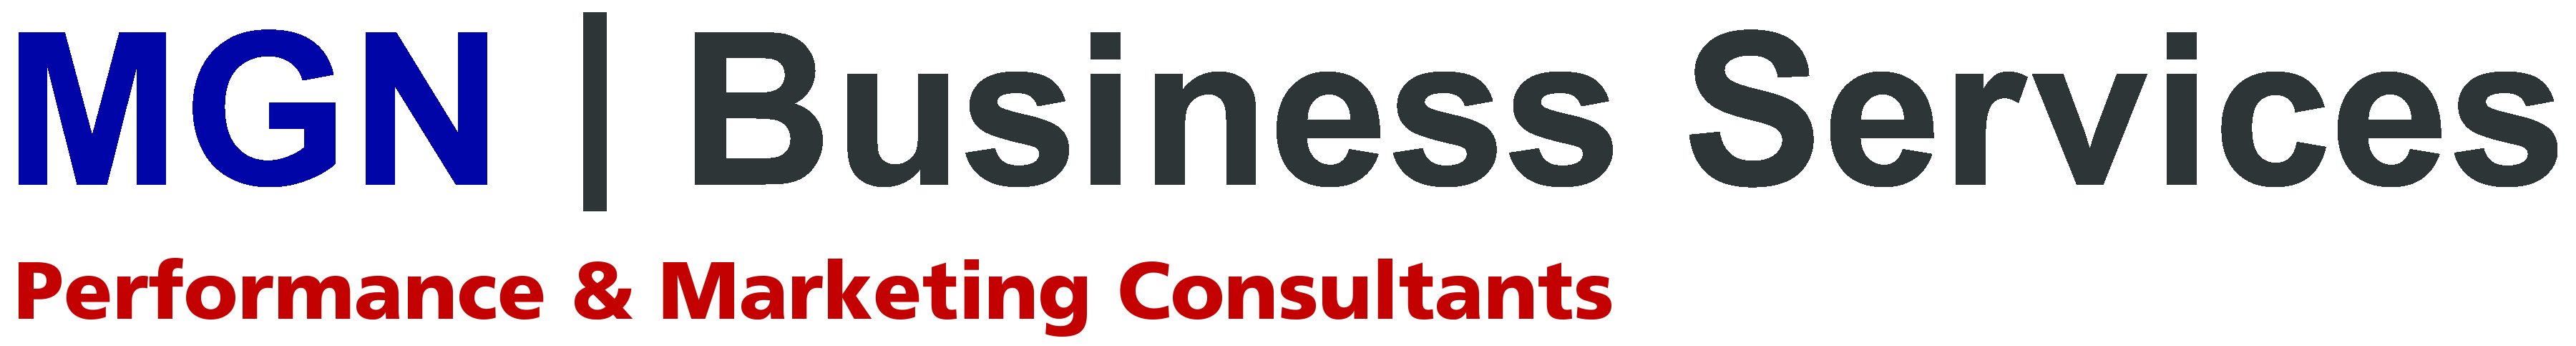 MGN | Business Services
Performance & Marketing Consultants